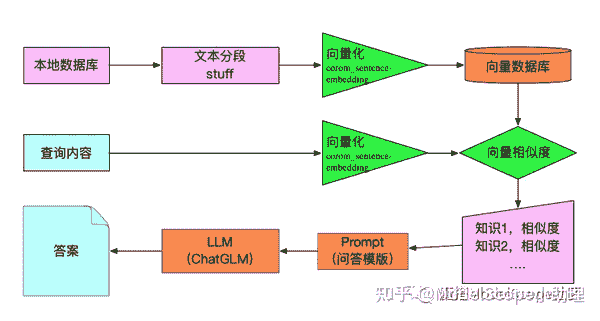 本地数据库
文本分段
stuff
向量化
corom_sentence-
embedding
向量数据库
查询内容
向量化
corom_sentence-
embedding
向量相似度
答案
LLM
（ChatGLM）
Prompt
（问答模版）
知识1，相似度
知识2，相似度
....
知乎